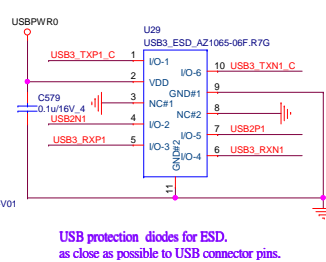 USBPWR0
U29
USB3_ESD_AZ1065-06F.R7G
USB3_TXP1_C 1 I/O-1
I/O-6 10 USB3_TXN1_C
2 VDD
GND#1 9
C579
0.1u/16V_4
3 NC#1
NC#2 8
USB2N1 4 I/O-2
I/O-5 7 USB2P1
USB3_RXP1 5 I/O-3
I/O-4 6 USB3_RXN1
GND#2
11
V01
USB protection diodes for ESD.
as close as possible to USB connector pins.